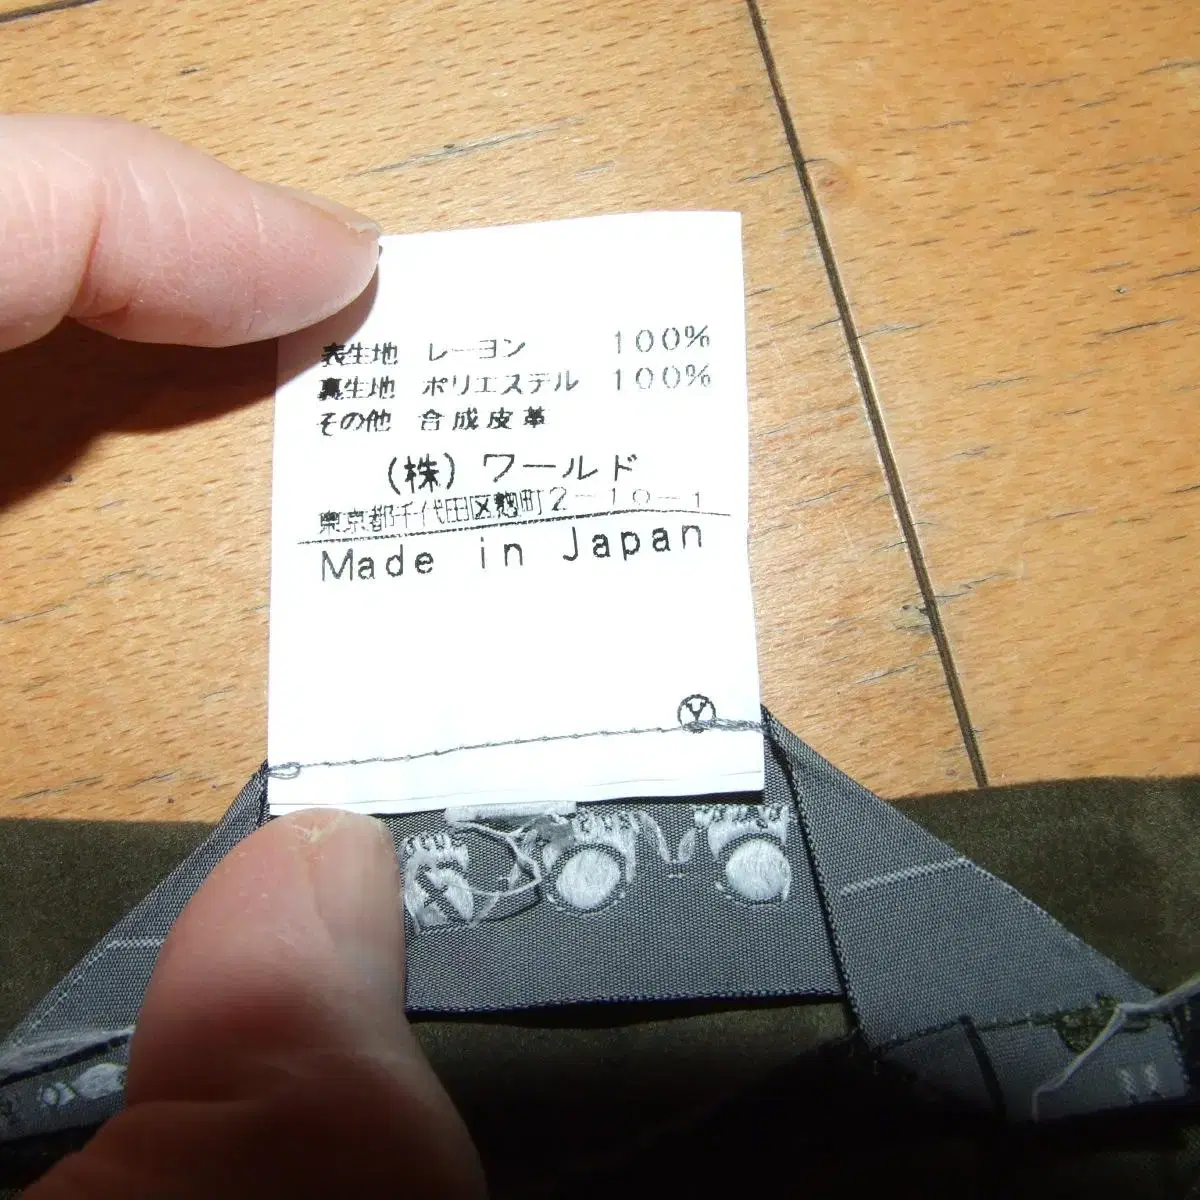 表生地 レーヨン 100%
裏生地 ポリエステル 100%
その他 合成皮革
(株) ワールド
東京都千代田区麹町2-10-1
Made in Japan
Ⓨ